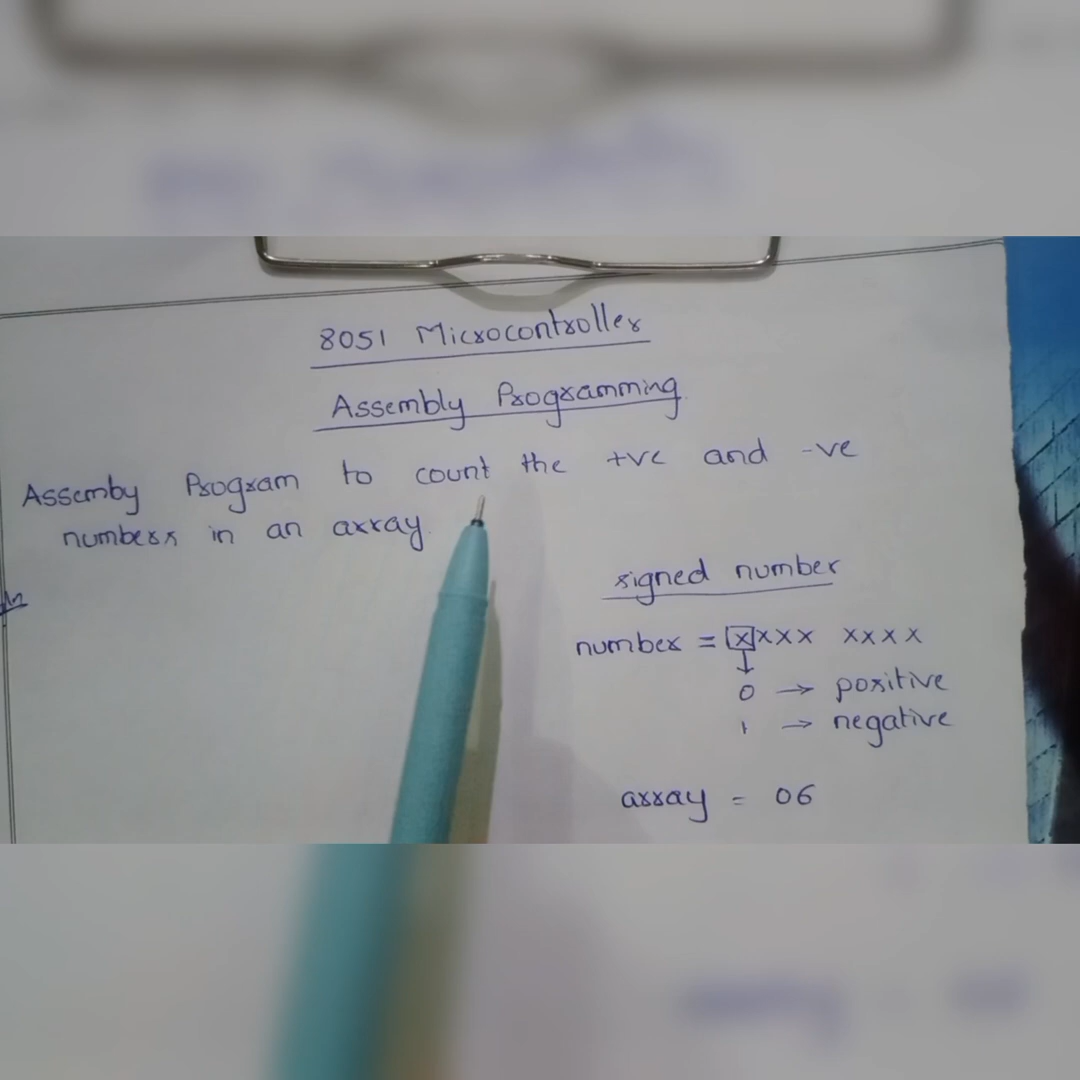 8051 Microcontroller
Assembly Programming
Assemby Program to count the +ve and -ve
numbers in an array.
signed number
number = xxxx xxxx
0 → positive
1 → negative
array = 06